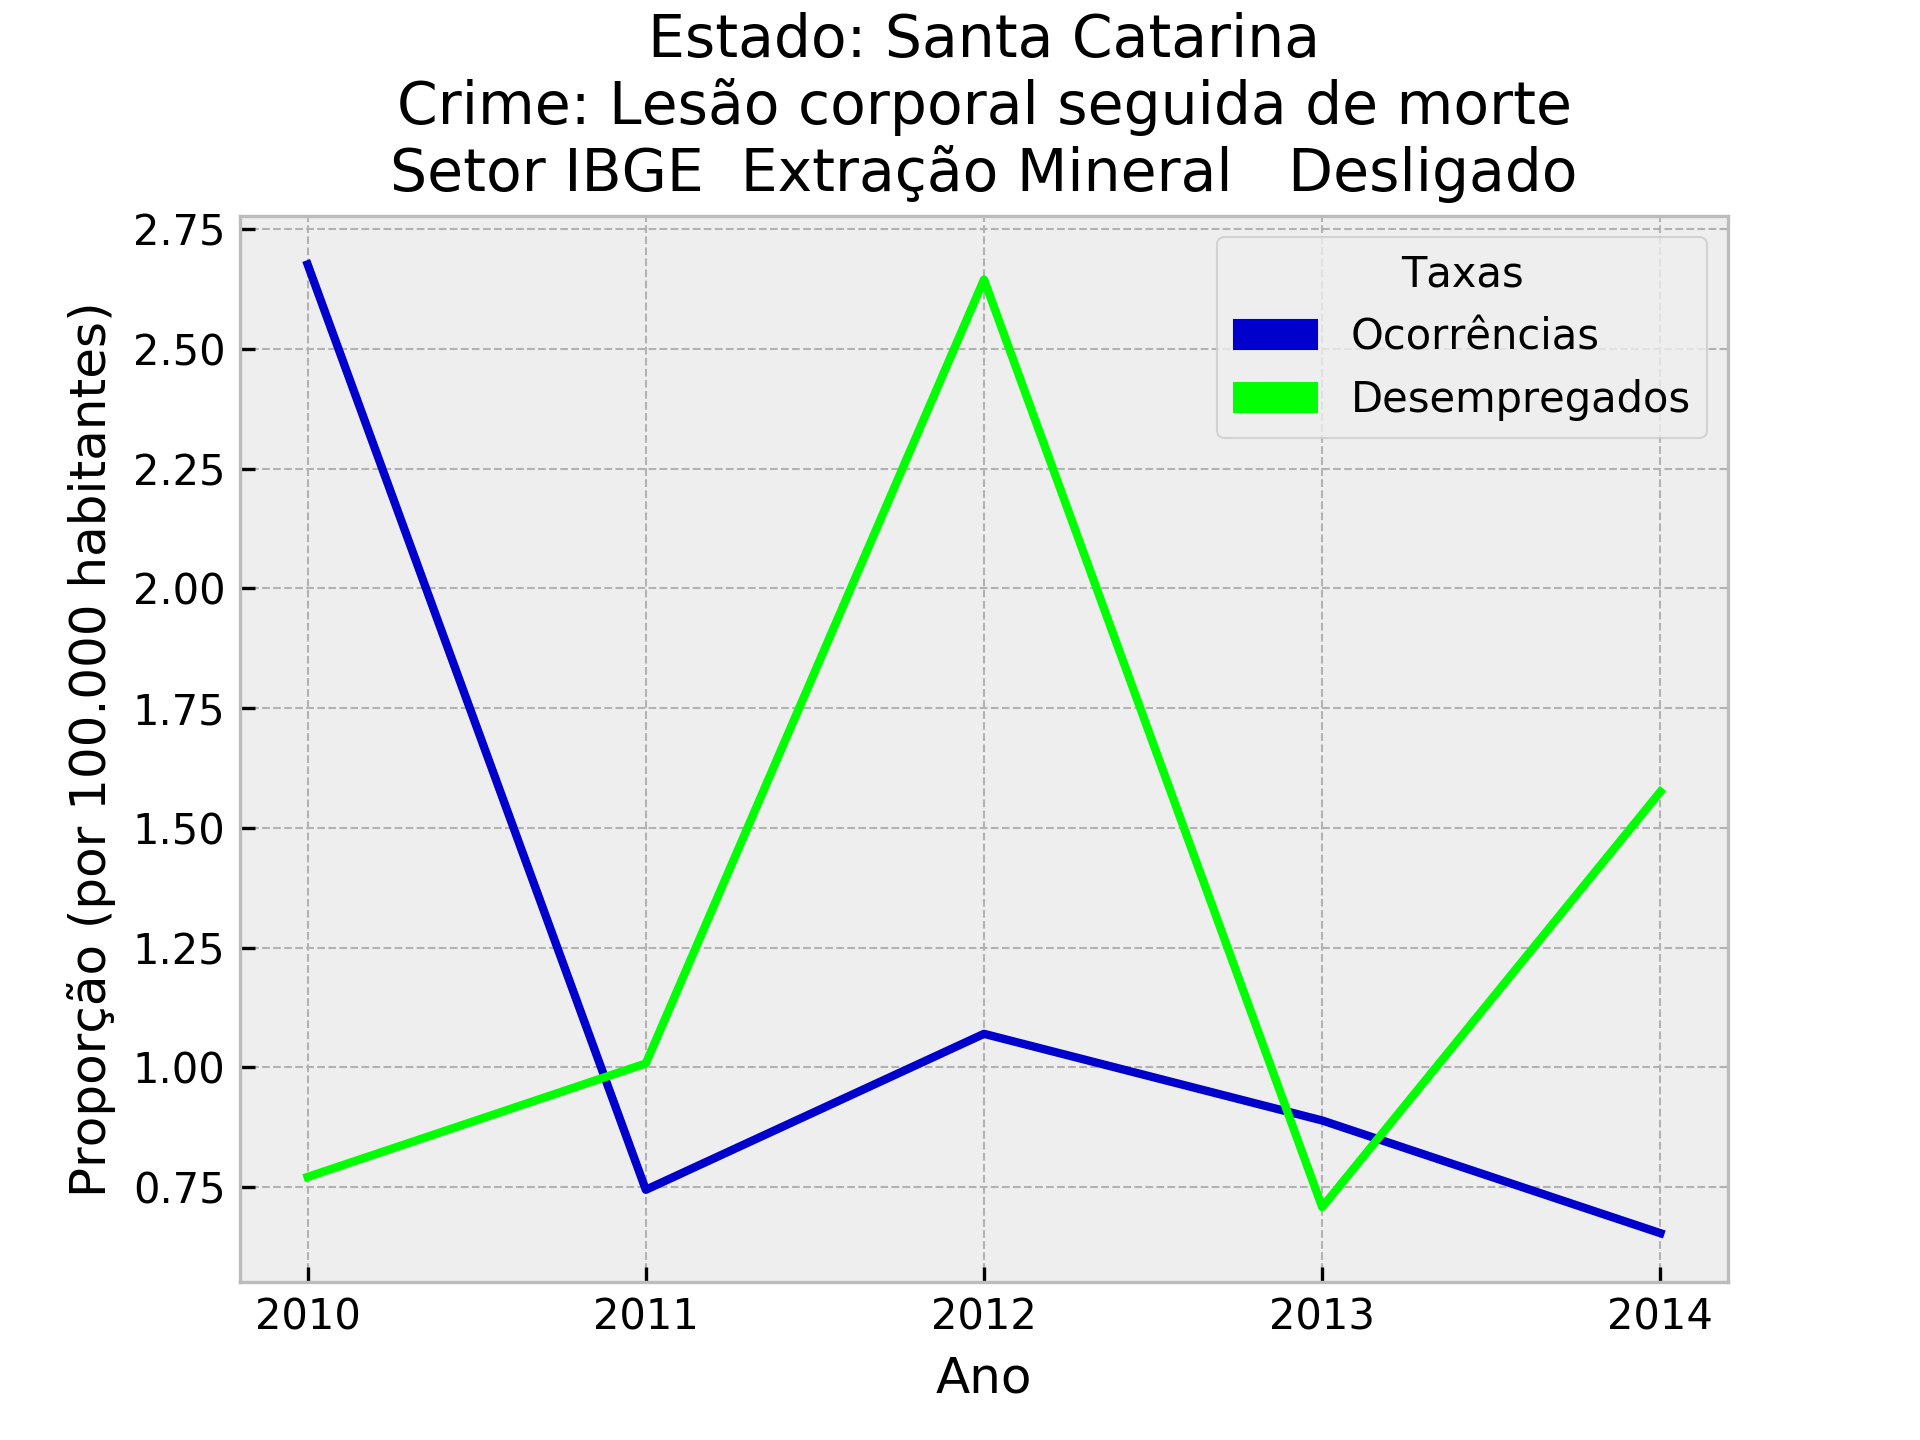 Estado: Santa Catarina
Crime: Lesão corporal seguida de morte
Setor IBGE  Extração Mineral   Desligado
Proporção (por 100.000 habitantes)
2.75
2.50
2.25
2.00
1.75
1.50
1.25
1.00
0.75
Taxas
Ocorrências
Desempregados
2010 2011 2012 2013 2014
Ano